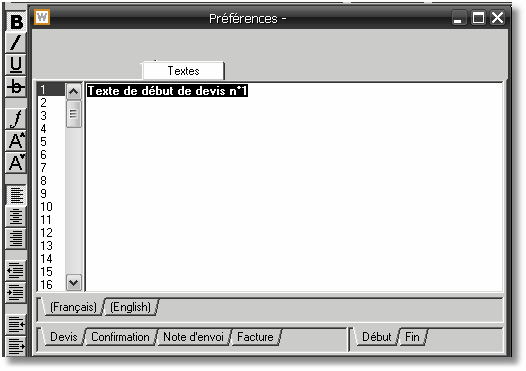 W Préférences -
B
I
U
b
f
A
A
Textes
1
2
3
4
5
6
7
8
9
10
11
12
13
14
15
16
Texte de début de devis n°1
(Français) (English)
Devis Confirmation Note d'envoi Facture Début Fin